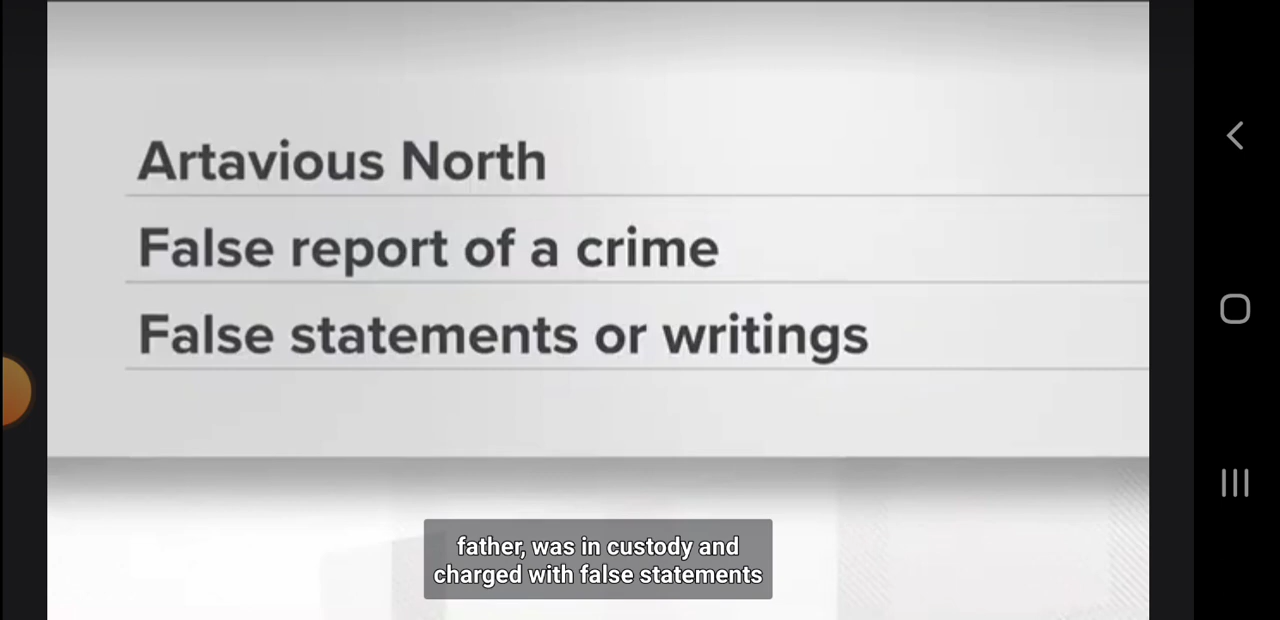 Artavious North
False report of a crime
False statements or writings
father, was in custody and
charged with false statements